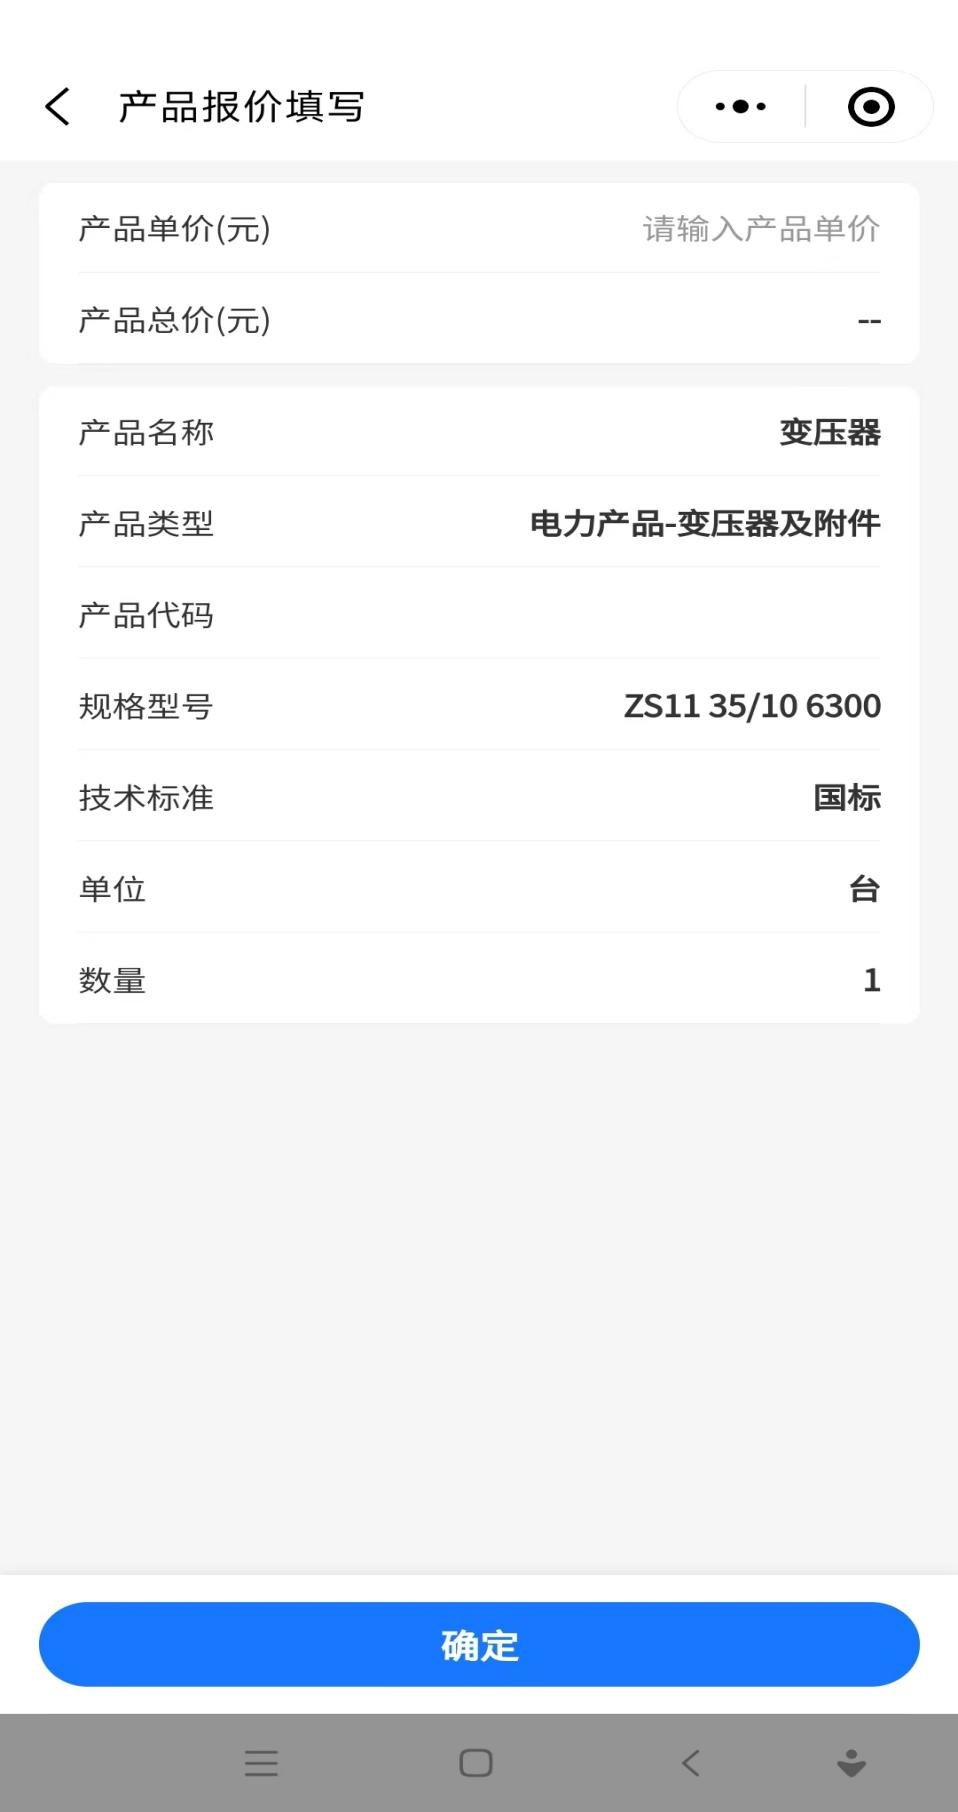 产品报价填写
产品单价(元) 请输入产品单价
产品总价(元) --
产品名称 变压器
产品类型 电力产品-变压器及附件
产品代码
规格型号 ZS11 35/10 6300
技术标准 国标
单位 台
数量 1
确定